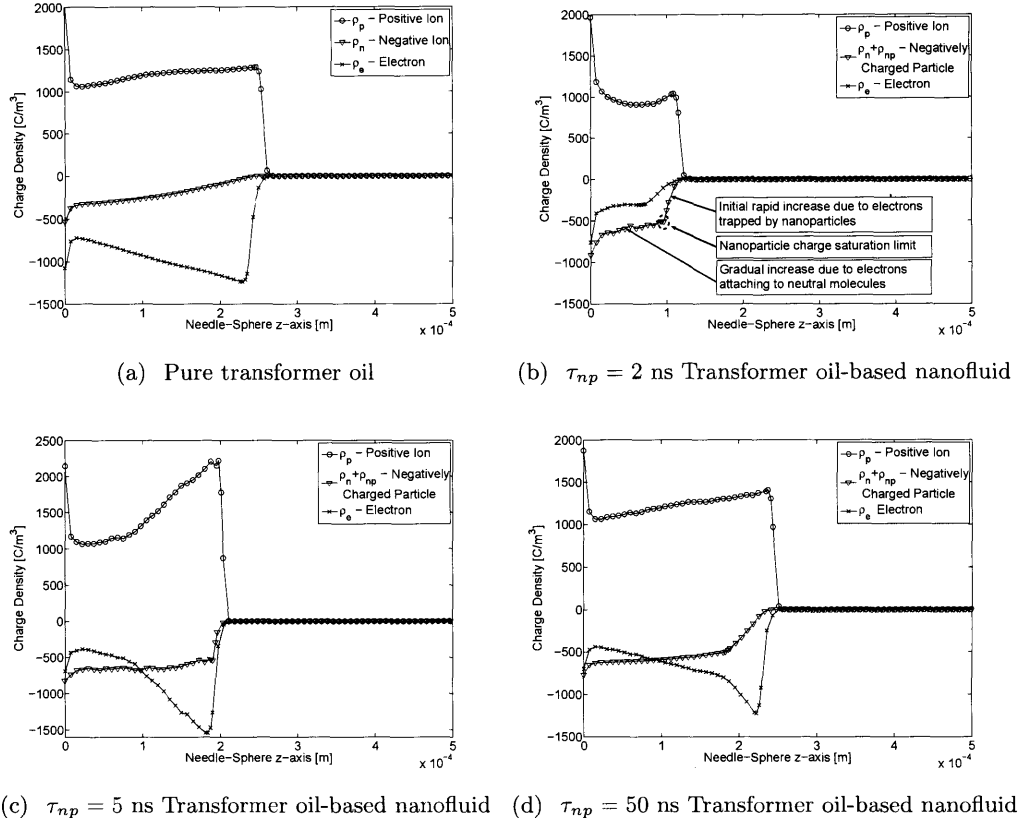 2000
1500
1000
500
0
−500
−1000
−1500
Charge Density [C/m³]
0
1
2
3
4
5
Needle−Sphere z−axis [m]
x 10⁻⁴
ρp − Positive Ion
ρn − Negative Ion
ρe − Electron
(a) Pure transformer oil
2000
1500
1000
500
0
−500
−1000
−1500
Charge Density [C/m³]
0
1
2
3
4
5
Needle−Sphere z−axis [m]
x 10⁻⁴
ρp − Positive Ion
ρn+ρnp − Negatively
Charged Particle
ρe − Electron
Initial rapid increase due to electrons
trapped by nanoparticles
Nanoparticle charge saturation limit
Gradual increase due to electrons
attaching to neutral molecules
(b) τnp = 2 ns Transformer oil-based nanofluid
2500
2000
1500
1000
500
0
−500
−1000
−1500
Charge Density [C/m³]
0
1
2
3
4
5
Needle−Sphere z−axis [m]
x 10⁻⁴
ρp − Positive Ion
ρn+ρnp − Negatively
Charged Particle
ρe − Electron
(c) τnp = 5 ns Transformer oil-based nanofluid
2000
1500
1000
500
0
−500
−1000
−1500
Charge Density [C/m³]
0
1
2
3
4
5
Needle−Sphere z−axis [m]
x 10⁻⁴
ρp − Positive Ion
ρn+ρnp − Negatively
Charged Particle
ρe Electron
(d) τnp = 50 ns Transformer oil-based nanofluid